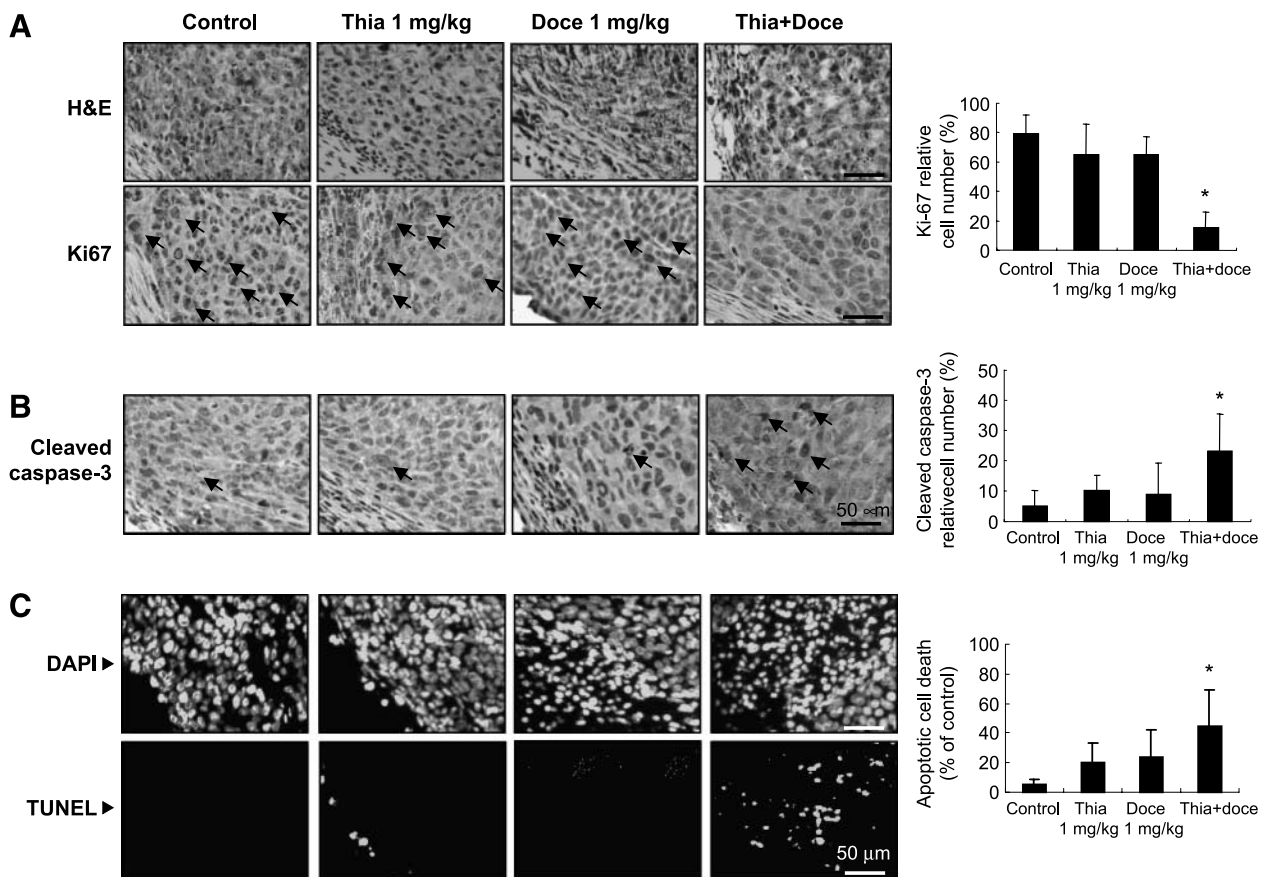 A
Control
Thia 1 mg/kg
Doce 1 mg/kg
Thia+Doce
H&E
Ki67
Ki-67 relative
cell number (%)
100
80
60
40
20
0
*
Control
Thia
1 mg/kg
Doce
1 mg/kg
Thia+doce
B
Cleaved
caspase-3
50 ∝m
Cleaved caspase-3
relativecell number (%)
50
40
30
20
10
0
*
Control
Thia
1 mg/kg
Doce
1 mg/kg
Thia+doce
C
DAPI
TUNEL
50 µm
Apoptotic cell death
(% of control)
100
80
60
40
20
0
*
Control
Thia
1 mg/kg
Doce
1 mg/kg
Thia+doce